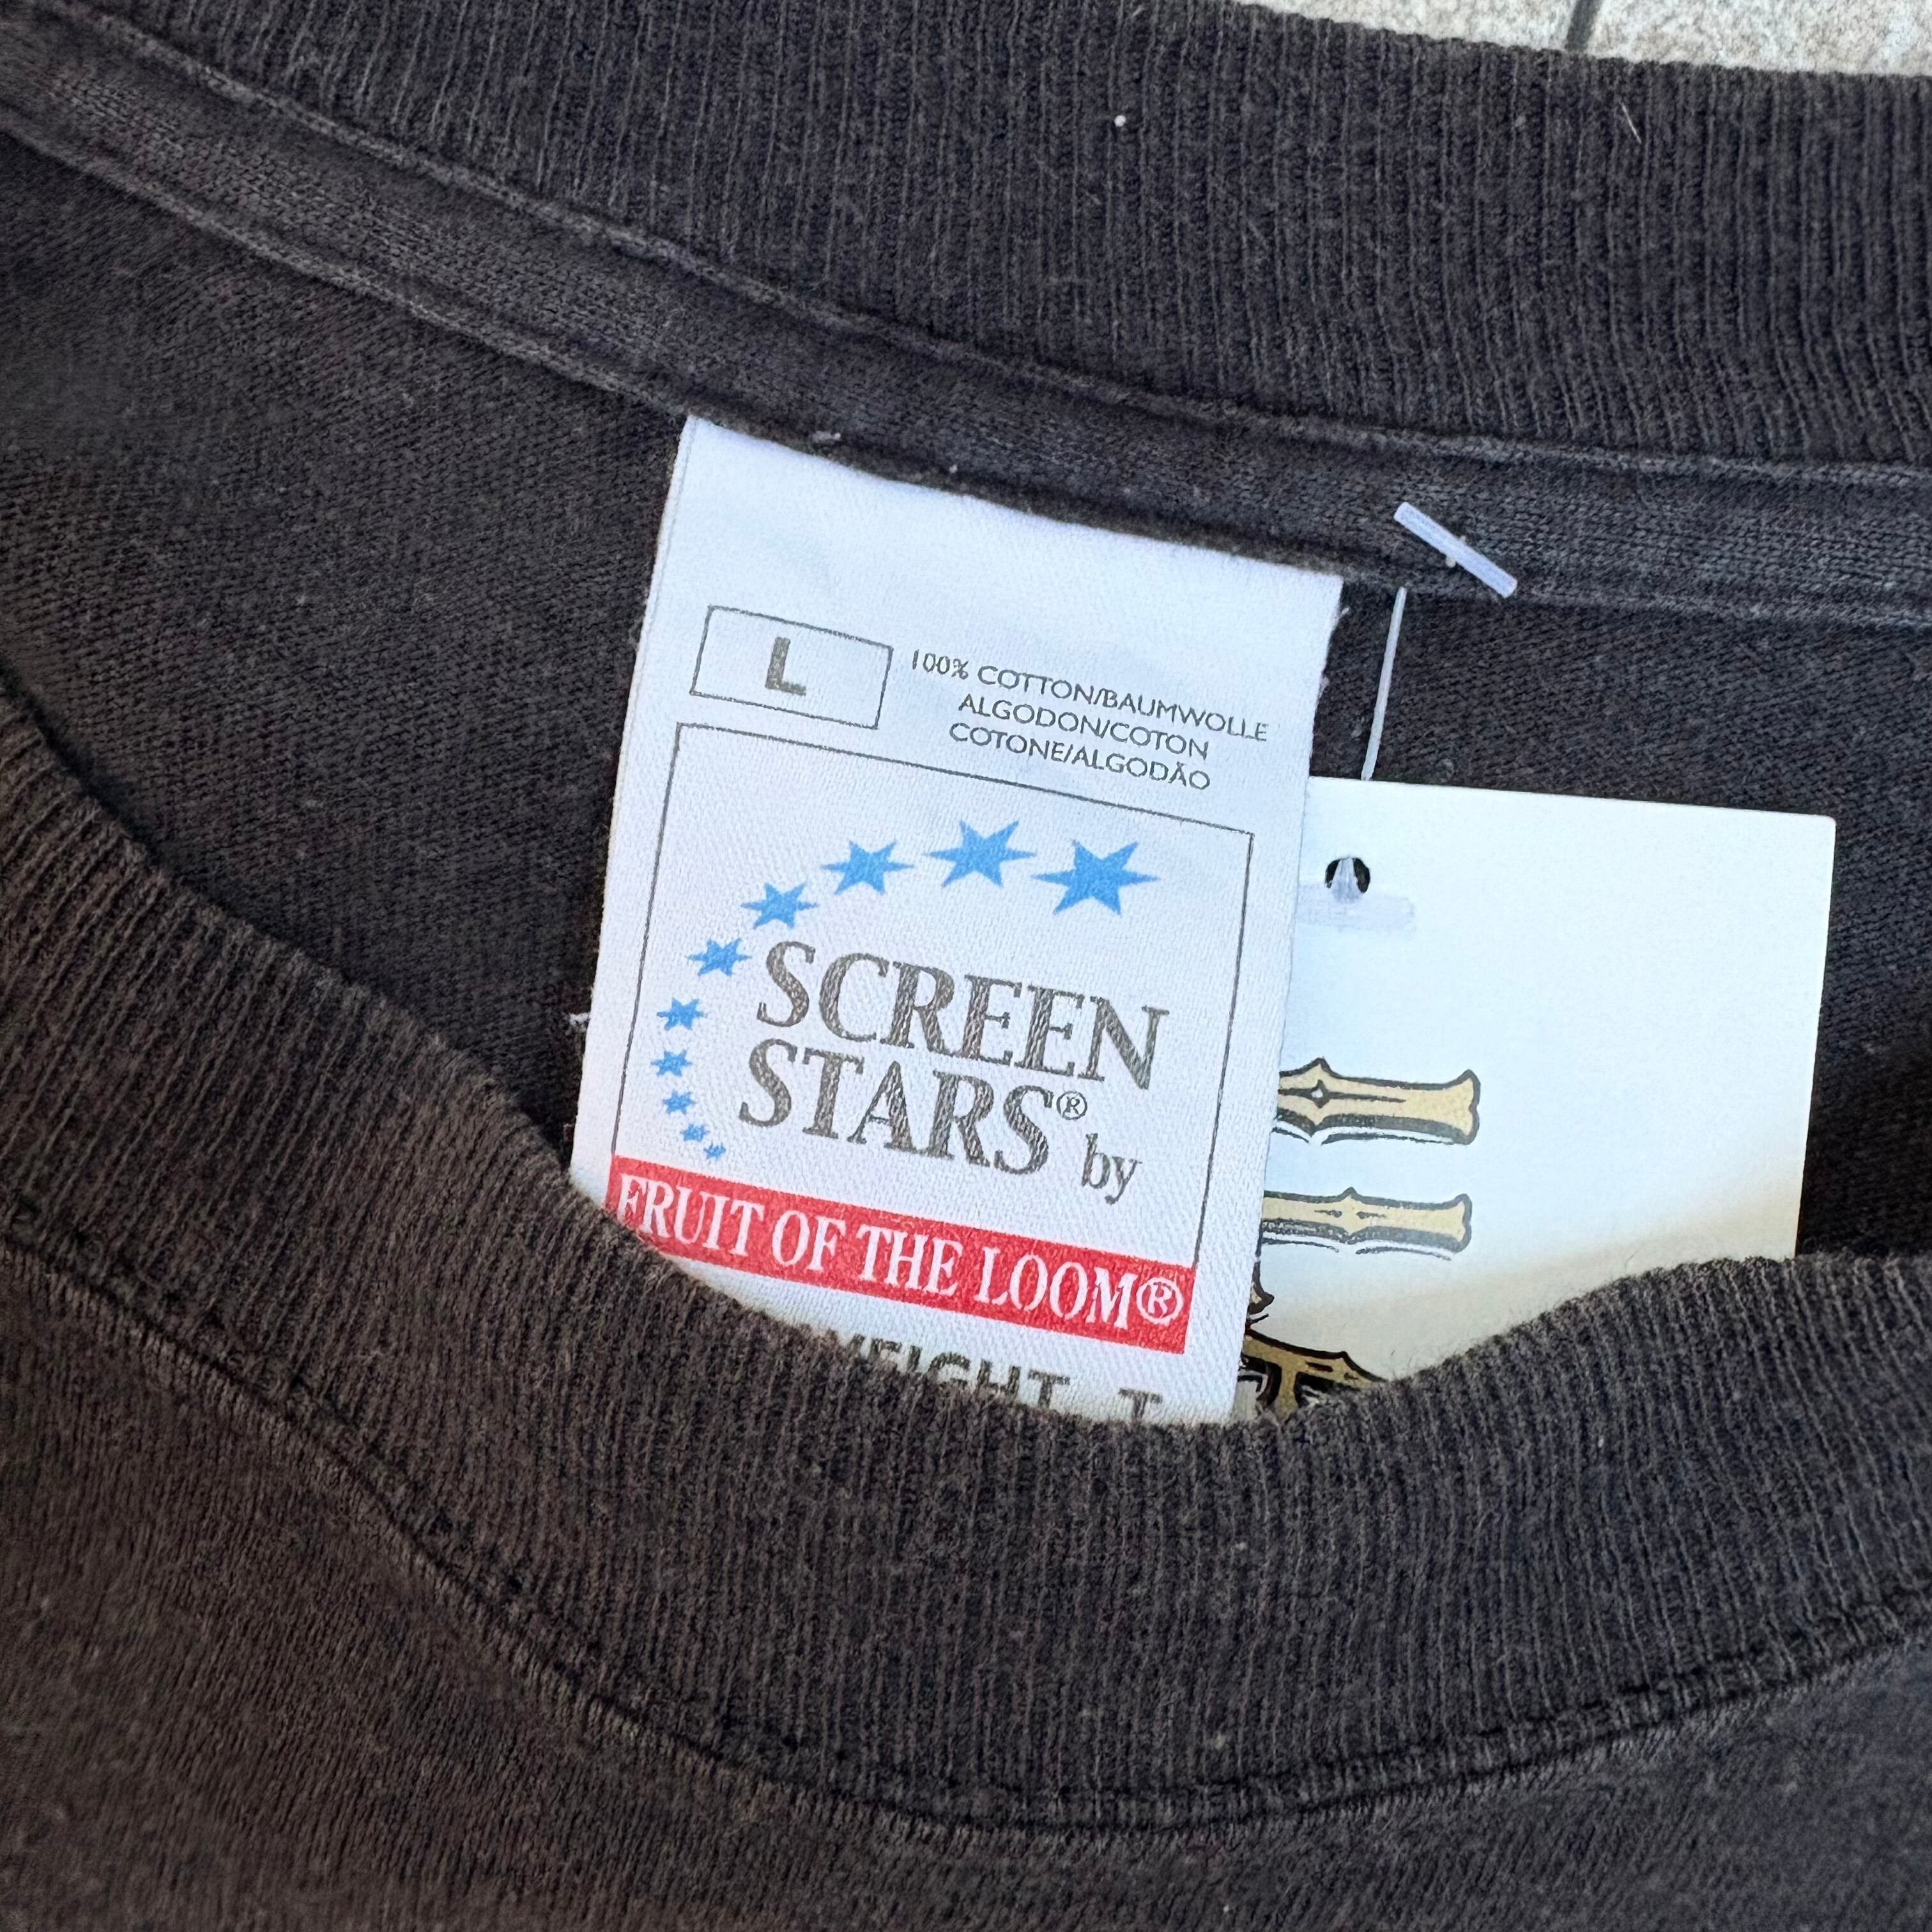 L
100% COTTON/BAUMWOLLE
ALGODON/COTON
COTONE/ALGODÃO
SCREEN
STARS® by
FRUIT OF THE LOOM®